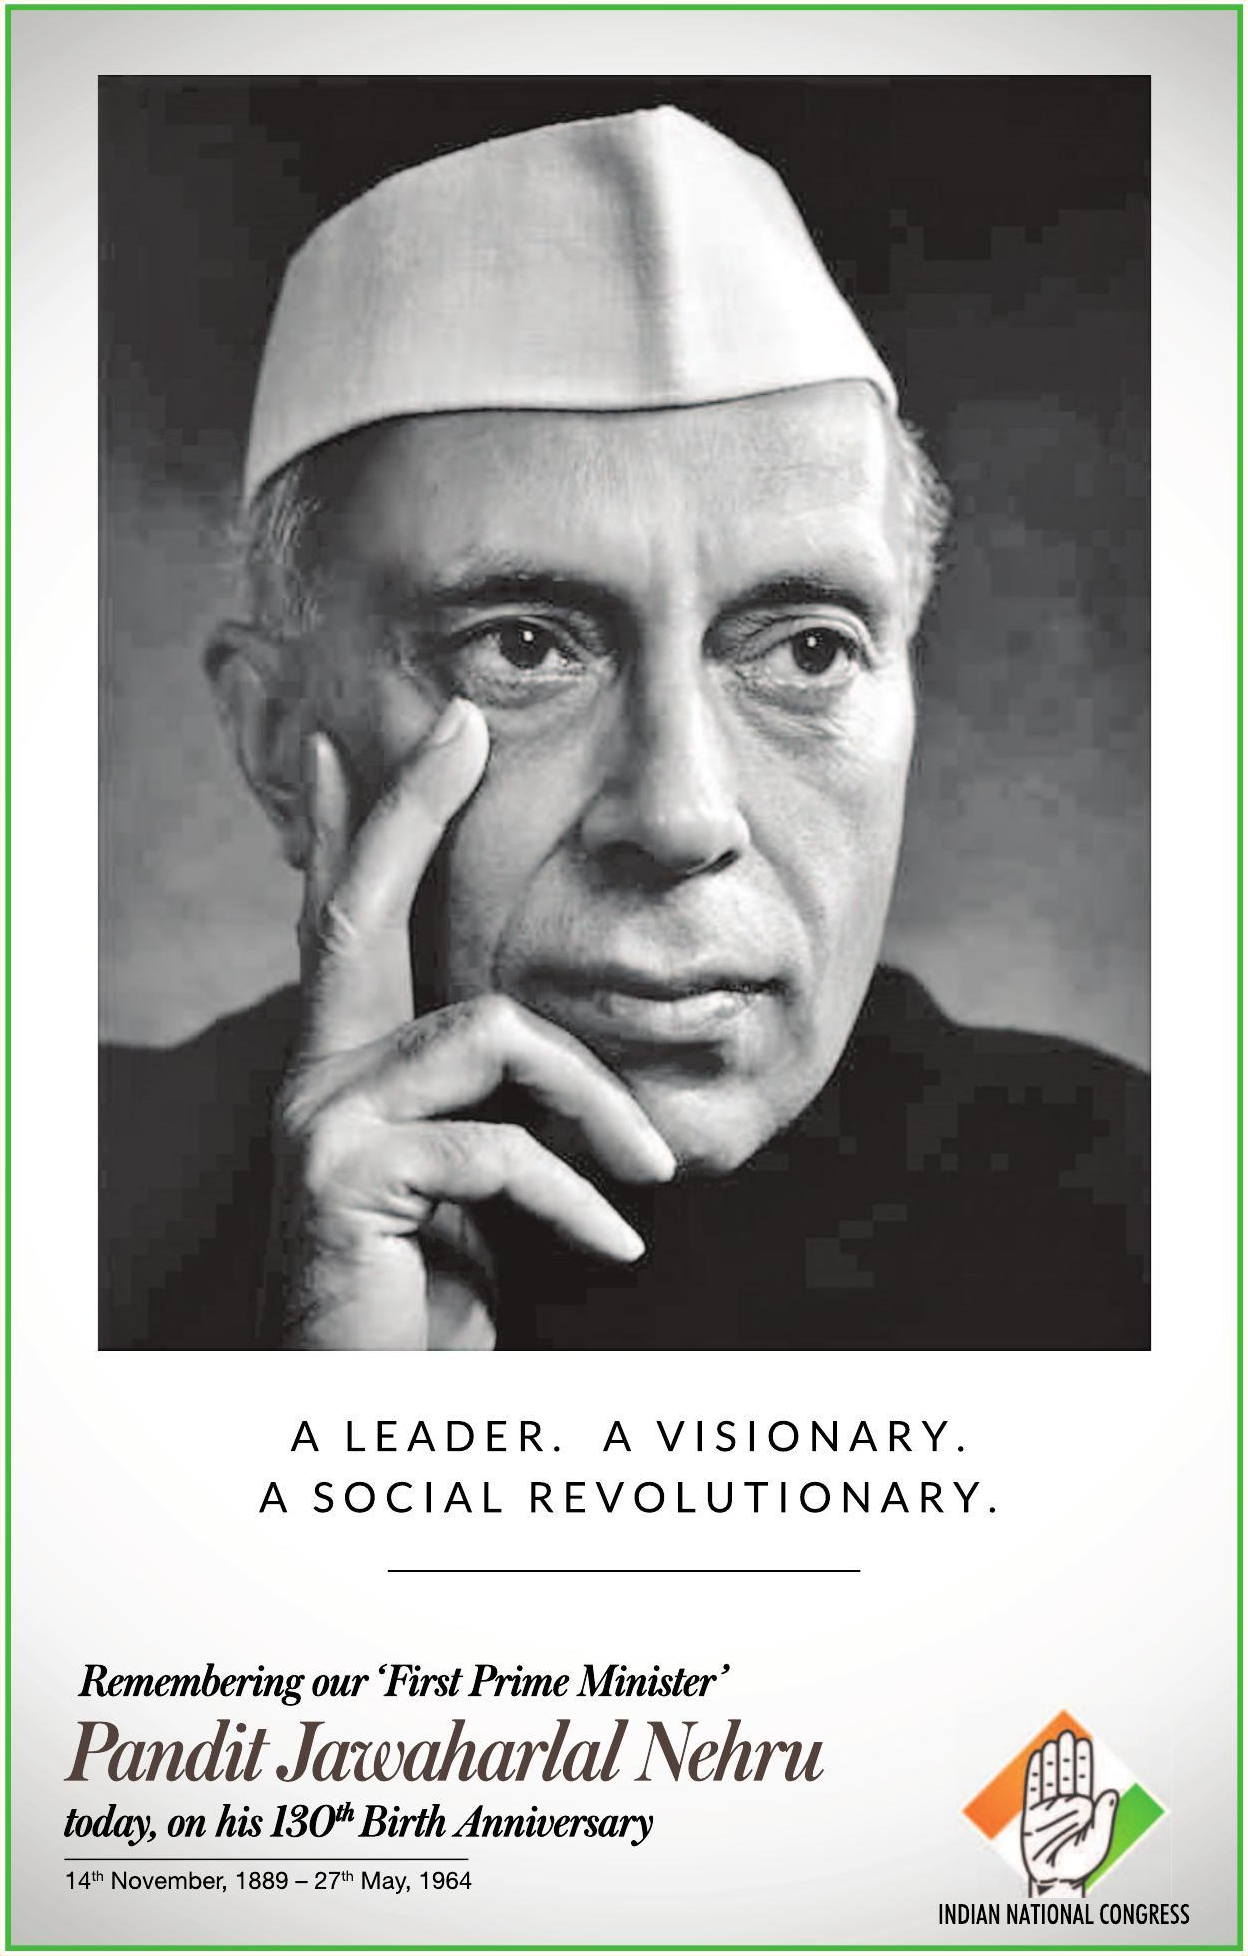 A LEADER. A VISIONARY.
A SOCIAL REVOLUTIONARY.
Remembering our ‘First Prime Minister’
Pandit Jawaharlal Nehru
today, on his 130th Birth Anniversary
14th November, 1889 – 27th May, 1964
INDIAN NATIONAL CONGRESS